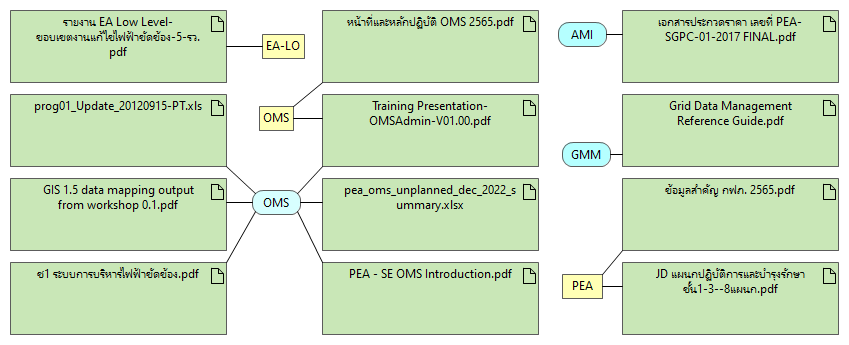 รายงาน EA Low Level-
ขอบเขตงานแก้ไขไฟฟ้าขัดข้อง-5-รว.
pdf
EA-LO
หน้าที่และหลักปฏิบัติ OMS 2565.pdf
AMI
เอกสารประกวดราคา เลขที่ PEA-
SGPC-01-2017 FINAL.pdf
prog01_Update_20120915-PT.xls
OMS
Training Presentation-
OMSAdmin-V01.00.pdf
GMM
Grid Data Management
Reference Guide.pdf
GIS 1.5 data mapping output
from workshop 0.1.pdf
OMS
pea_oms_unplanned_dec_2022_s
ummary.xlsx
ข้อมูลสำคัญ กฟภ. 2565.pdf
ช1 ระบบการบริหารไฟฟ้าขัดข้อง.pdf
PEA - SE OMS Introduction.pdf
PEA
JD แผนกปฏิบัติการและบำรุงรักษา
ชั้น1-3--8แผนก.pdf